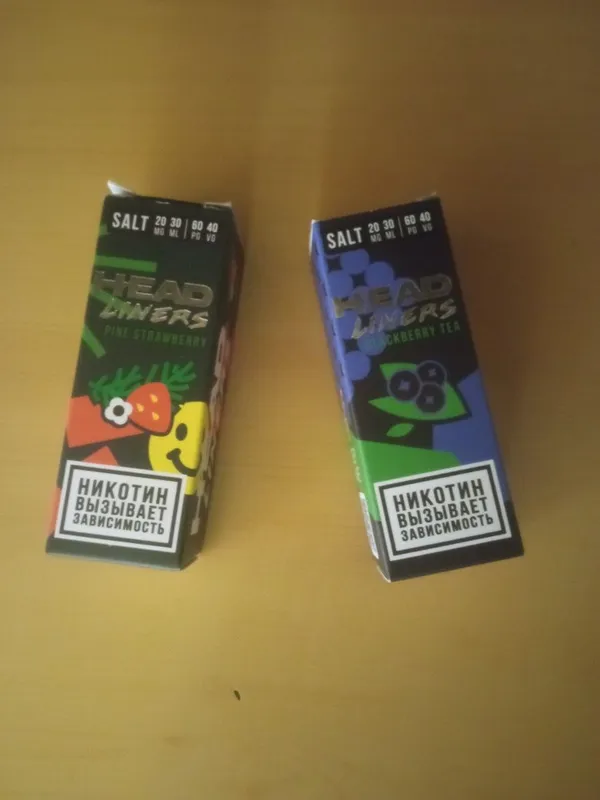 SALT 20 30 60 40
MG ML PG VG
HEAD
LINERS
PINE STRAWBERRY
НИКОТИН
ВЫЗЫВАЕТ
ЗАВИСИМОСТЬ
SALT 20 30 60 40
MG ML PG VG
HEAD
LINERS
BLACKBERRY TEA
НИКОТИН
ВЫЗЫВАЕТ
ЗАВИСИМОСТЬ